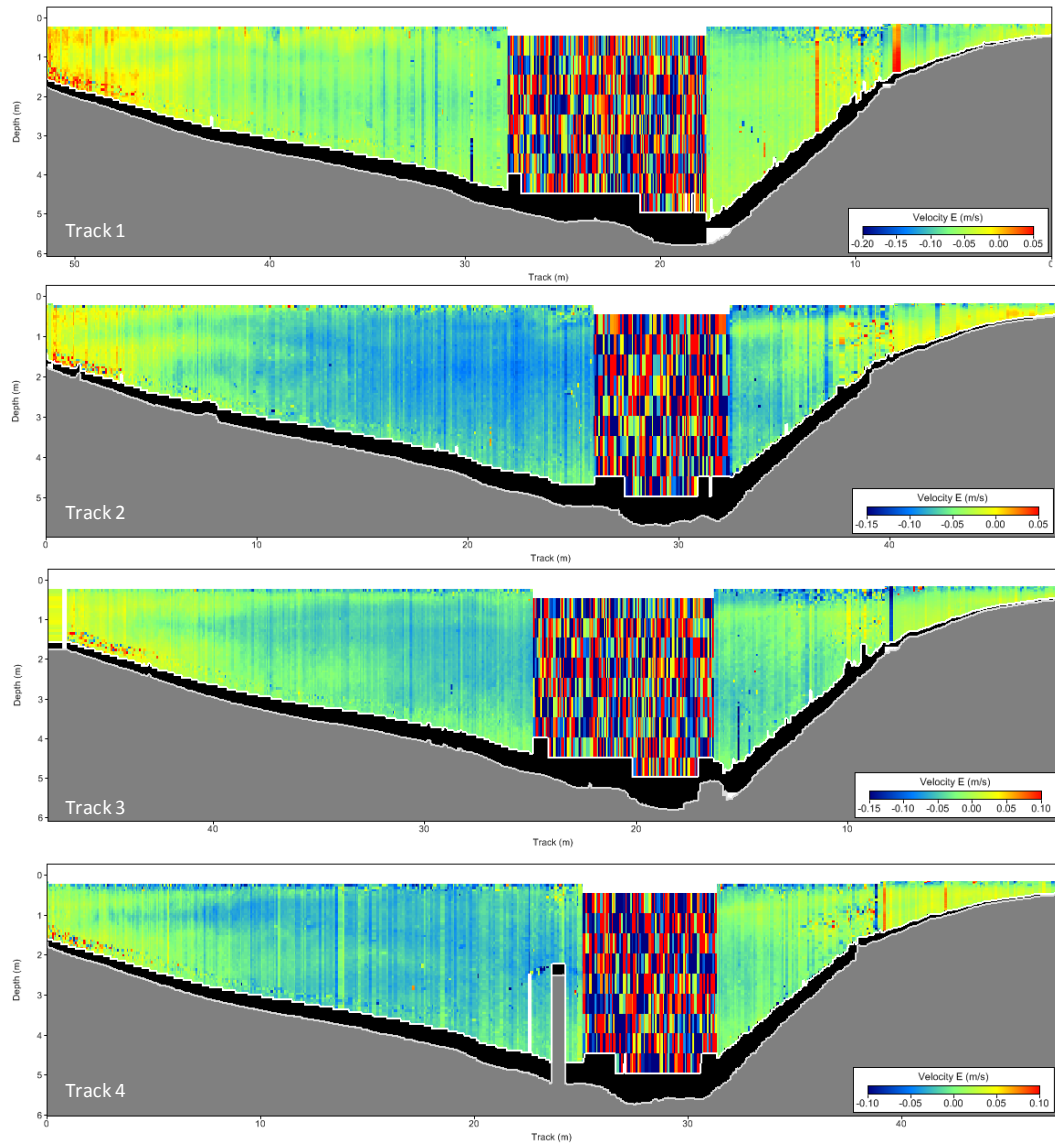 0
1
2
3
4
5
6
Depth (m)
Track 1
Velocity E (m/s)
-0.20 -0.15 -0.10 -0.05 0.00 0.05
50 40 30 20 10 0
Track (m)
0
1
2
3
4
5
Depth (m)
Track 2
Velocity E (m/s)
-0.15 -0.10 -0.05 0.00 0.05
0 10 20 30 40
Track (m)
0
1
2
3
4
5
6
Depth (m)
Track 3
Velocity E (m/s)
-0.15 -0.10 -0.05 0.00 0.05 0.10
40 30 20 10
Track (m)
0
1
2
3
4
5
6
Depth (m)
Track 4
Velocity E (m/s)
-0.10 -0.05 0.00 0.05 0.10
0 10 20 30 40
Track (m)